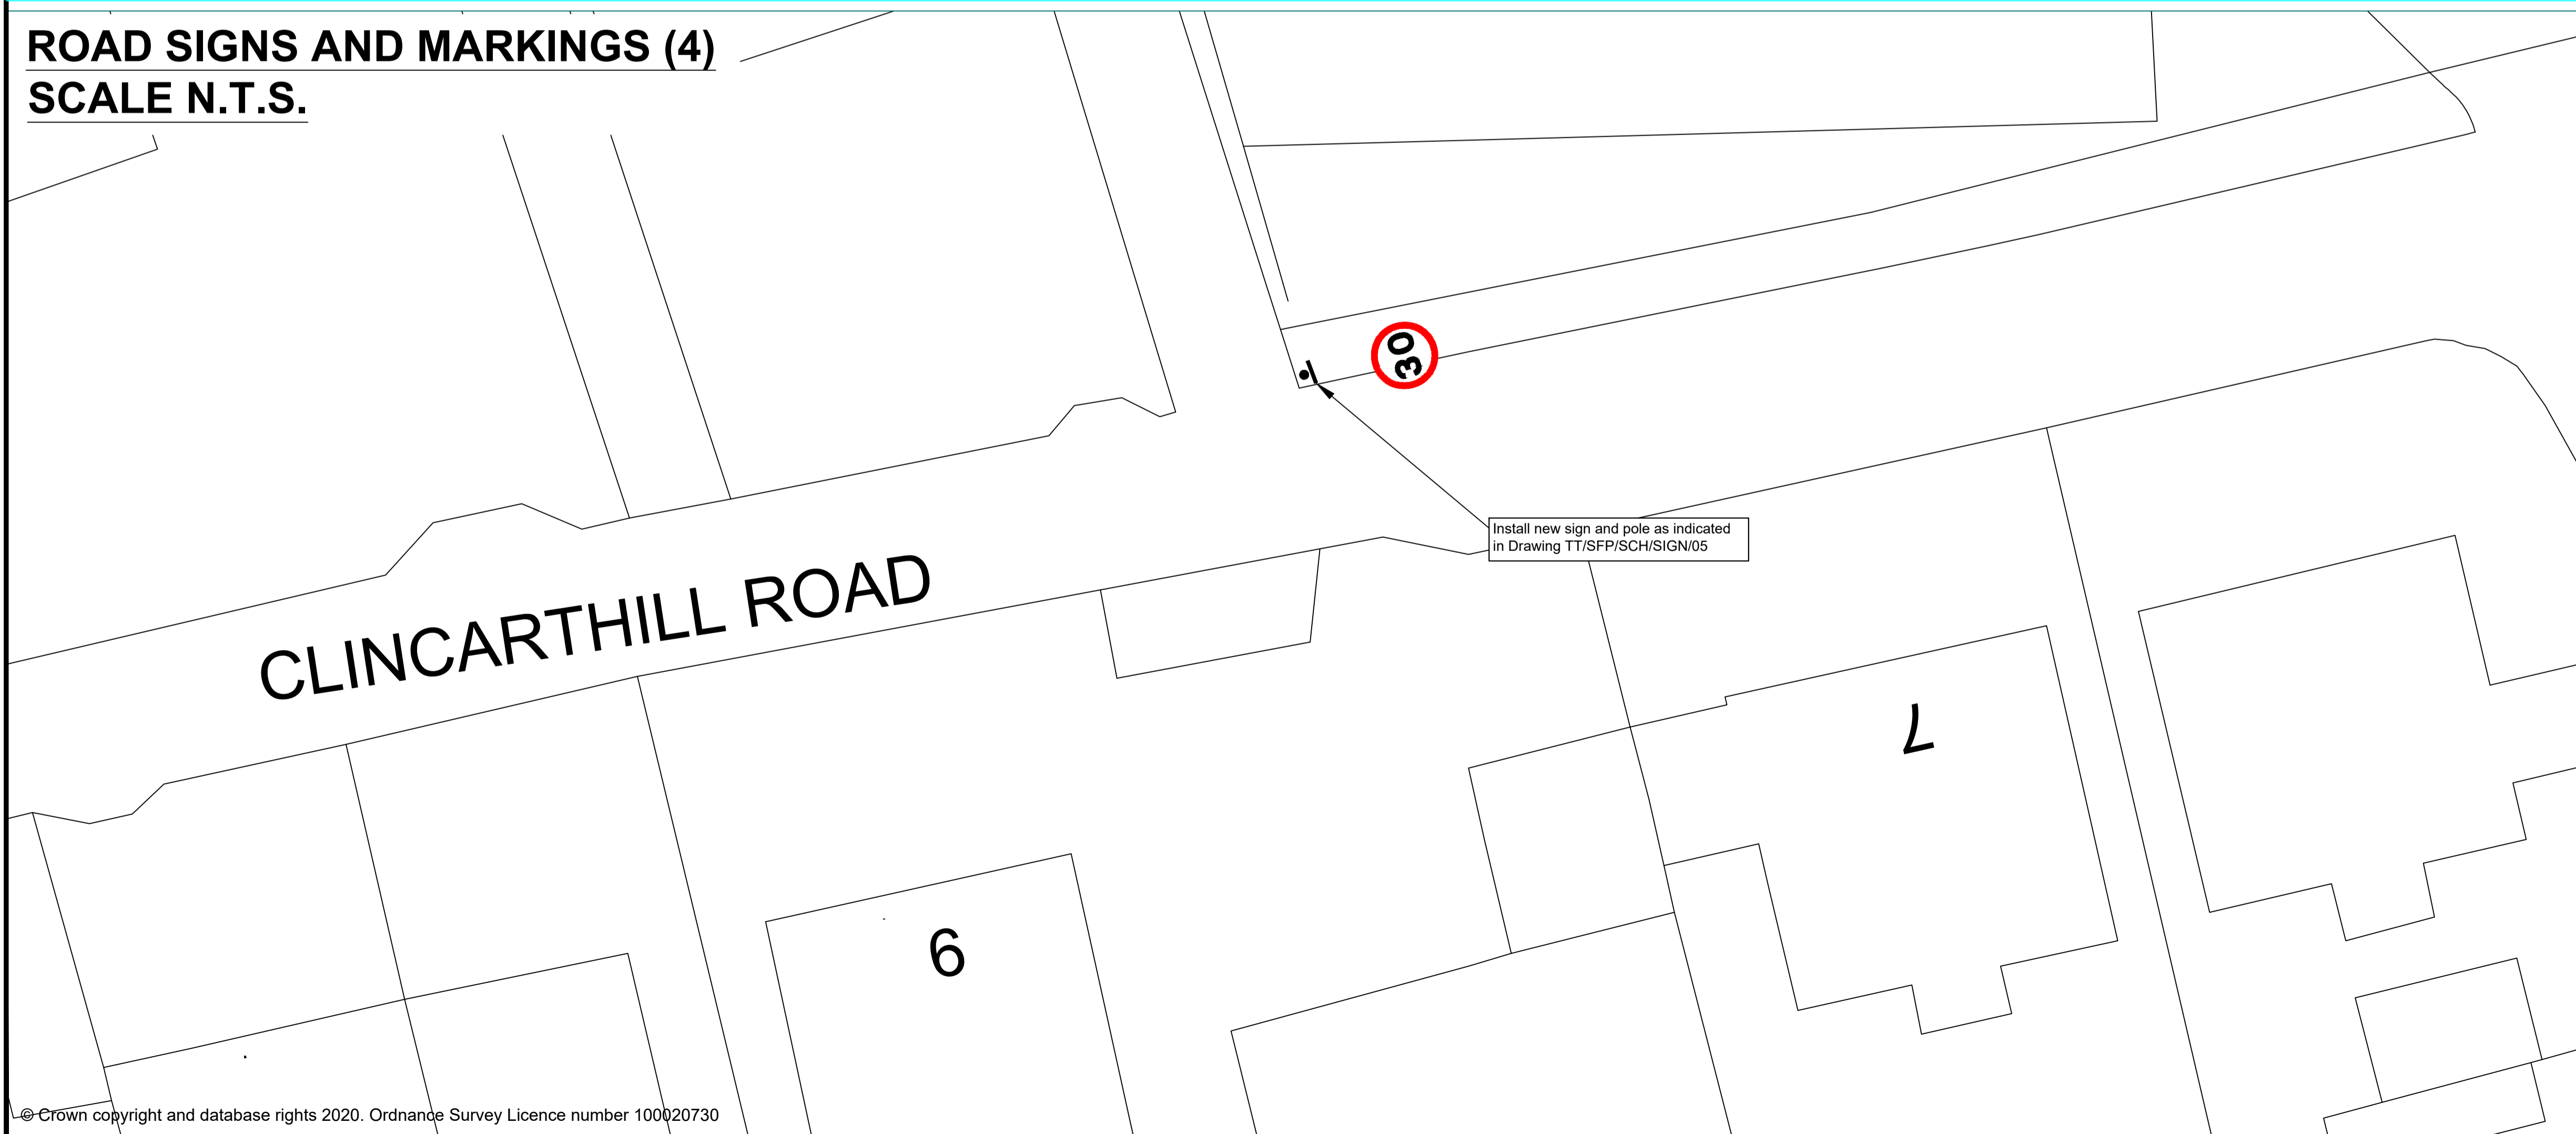 ROAD SIGNS AND MARKINGS (4)
SCALE N.T.S.
30
Install new sign and pole as indicated
in Drawing TT/SFP/SCH/SIGN/05
CLINCARTHILL ROAD
7
9
© Crown copyright and database rights 2020. Ordnance Survey Licence number 100020730